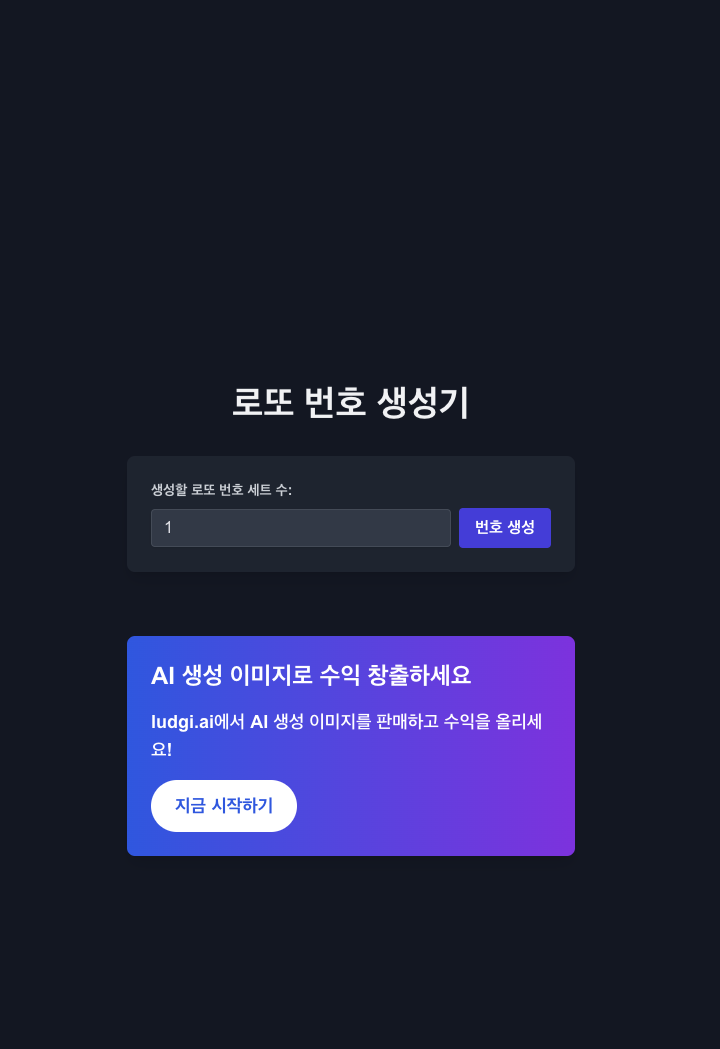 로또 번호 생성기
생성할 로또 번호 세트 수:
1
번호 생성
AI 생성 이미지로 수익 창출하세요
ludgi.ai에서 AI 생성 이미지를 판매하고 수익을 올리세
요!
지금 시작하기